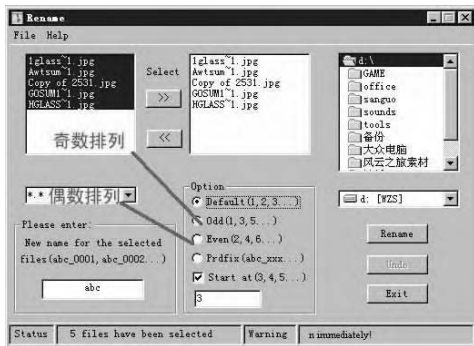 Rename
File Help
1glass~1.jpg
Awtsum~1.jpg
Copy of 2531.jpg
GOSUM1~1.jpg
HGLASS~1.jpg
Select
>>
<<
1glass~1.jpg
Awtsum~1.jpg
Copy of 2531.jpg
GOSUM1~1.jpg
HGLASS~1.jpg
d:\
GAME
office
sanguo
sounds
tools
备份
大众电脑
风云之旅素材
奇数排列
*.*
偶数排列
Option
Default(1,2,3...)
Odd(1,3,5...)
Even(2,4,6...)
Prdfix(abc_xxx...)
Start at(3,4,5...)
3
d: [WZS]
Please enter:
New name for the selected
files(abc_0001,abc_0002...)
abc
Rename
Undo
Exit
Status
5 files have been selected
Warning
n immediately!